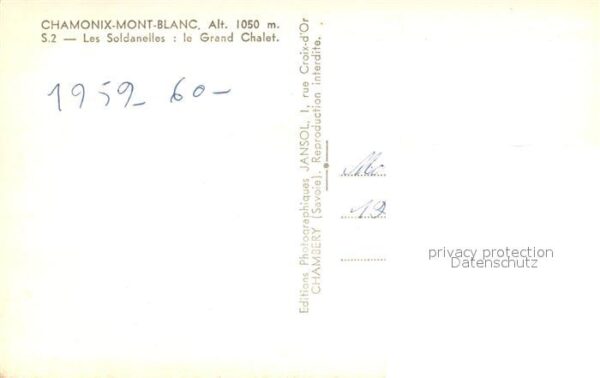 CHAMONIX-MONT-BLANC, Alt. 1050 m.
S.2 — Les Soldanelles : le Grand Chalet.
1959-60-
Editions Photographiques JANSOL, 1, rue Croix-d'Or
CHAMBERY (Savoie). Reproduction interdite.
privacy protection
Datenschutz